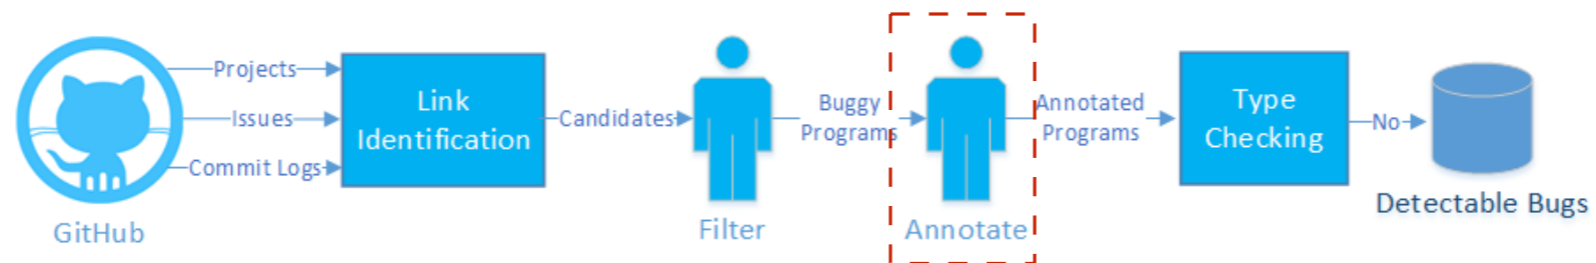 Projects
Issues
Commit Logs
GitHub
Link
Identification
Candidates
Filter
Buggy
Programs
Annotate
Annotated
Programs
Type
Checking
No
Detectable Bugs